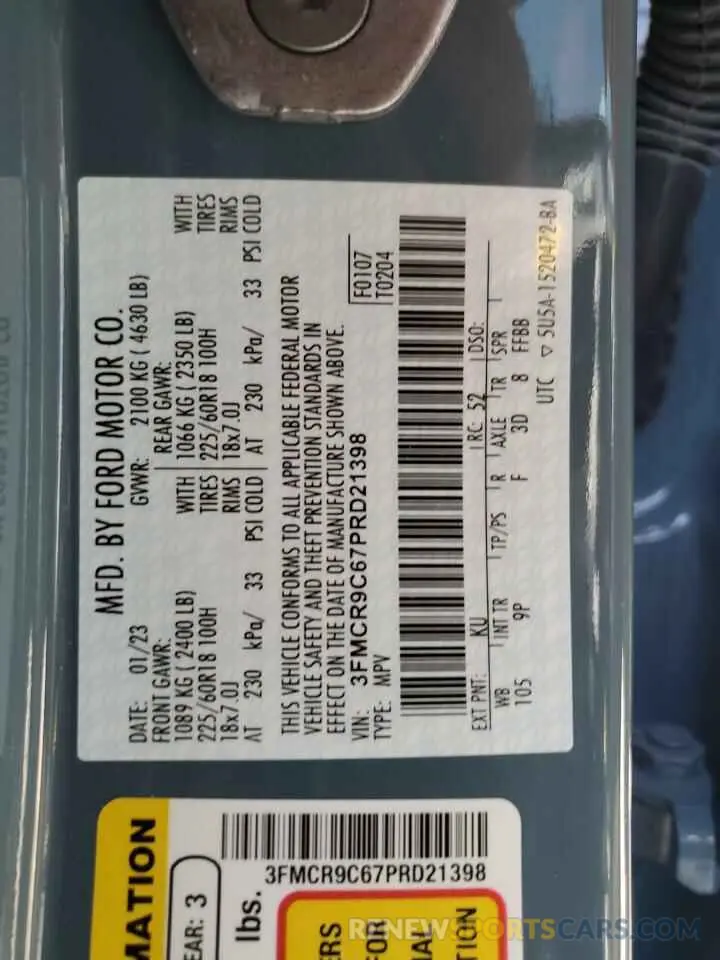 MFD. BY FORD MOTOR CO.
DATE: 01/23 GVWR: 2100 KG ( 4630 LB)
FRONT GAWR: REAR GAWR:
1089 KG ( 2400 LB) WITH 1066 KG ( 2350 LB) WITH
225/60R18 100H TIRES 225/60R18 100H TIRES
18x7.0J RIMS 18x7.0J RIMS
AT 230 kPa/ 33 PSI COLD AT 230 kPa/ 33 PSI COLD
THIS VEHICLE CONFORMS TO ALL APPLICABLE FEDERAL MOTOR
VEHICLE SAFETY AND THEFT PREVENTION STANDARDS IN
EFFECT ON THE DATE OF MANUFACTURE SHOWN ABOVE.
VIN: 3FMCR9C67PRD21398 F0107
TYPE: MPV T0204
EXT PNT: KU RC: 52 DSO:
WB INT TR TP/PS R AXLE TR SPR
105 9P F 3D 8 FFBB
UTC ▽ 5U5A-1520472-BA
MATION
EAR: 3
lbs.
3FMCR9C67PRD21398
ERS
FOR
TION
RENEWSPORTSCARS.COM